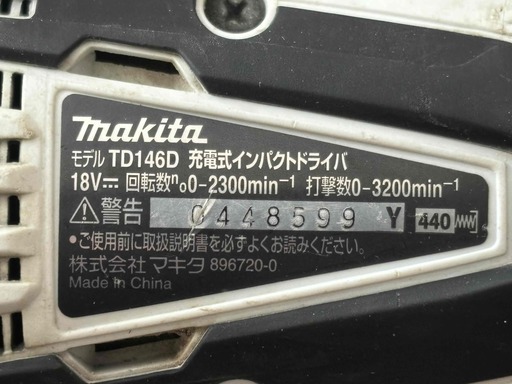 makita
モデル TD146D 充電式インパクトドライバ
18V⎓ 回転数n₀0-2300min⁻¹ 打撃数0-3200min⁻¹
⚠警告 0448599 Y 440
●ご使用前に取扱説明書を必ずよくお読みください。
株式会社 マキタ 896720-0
Made in China